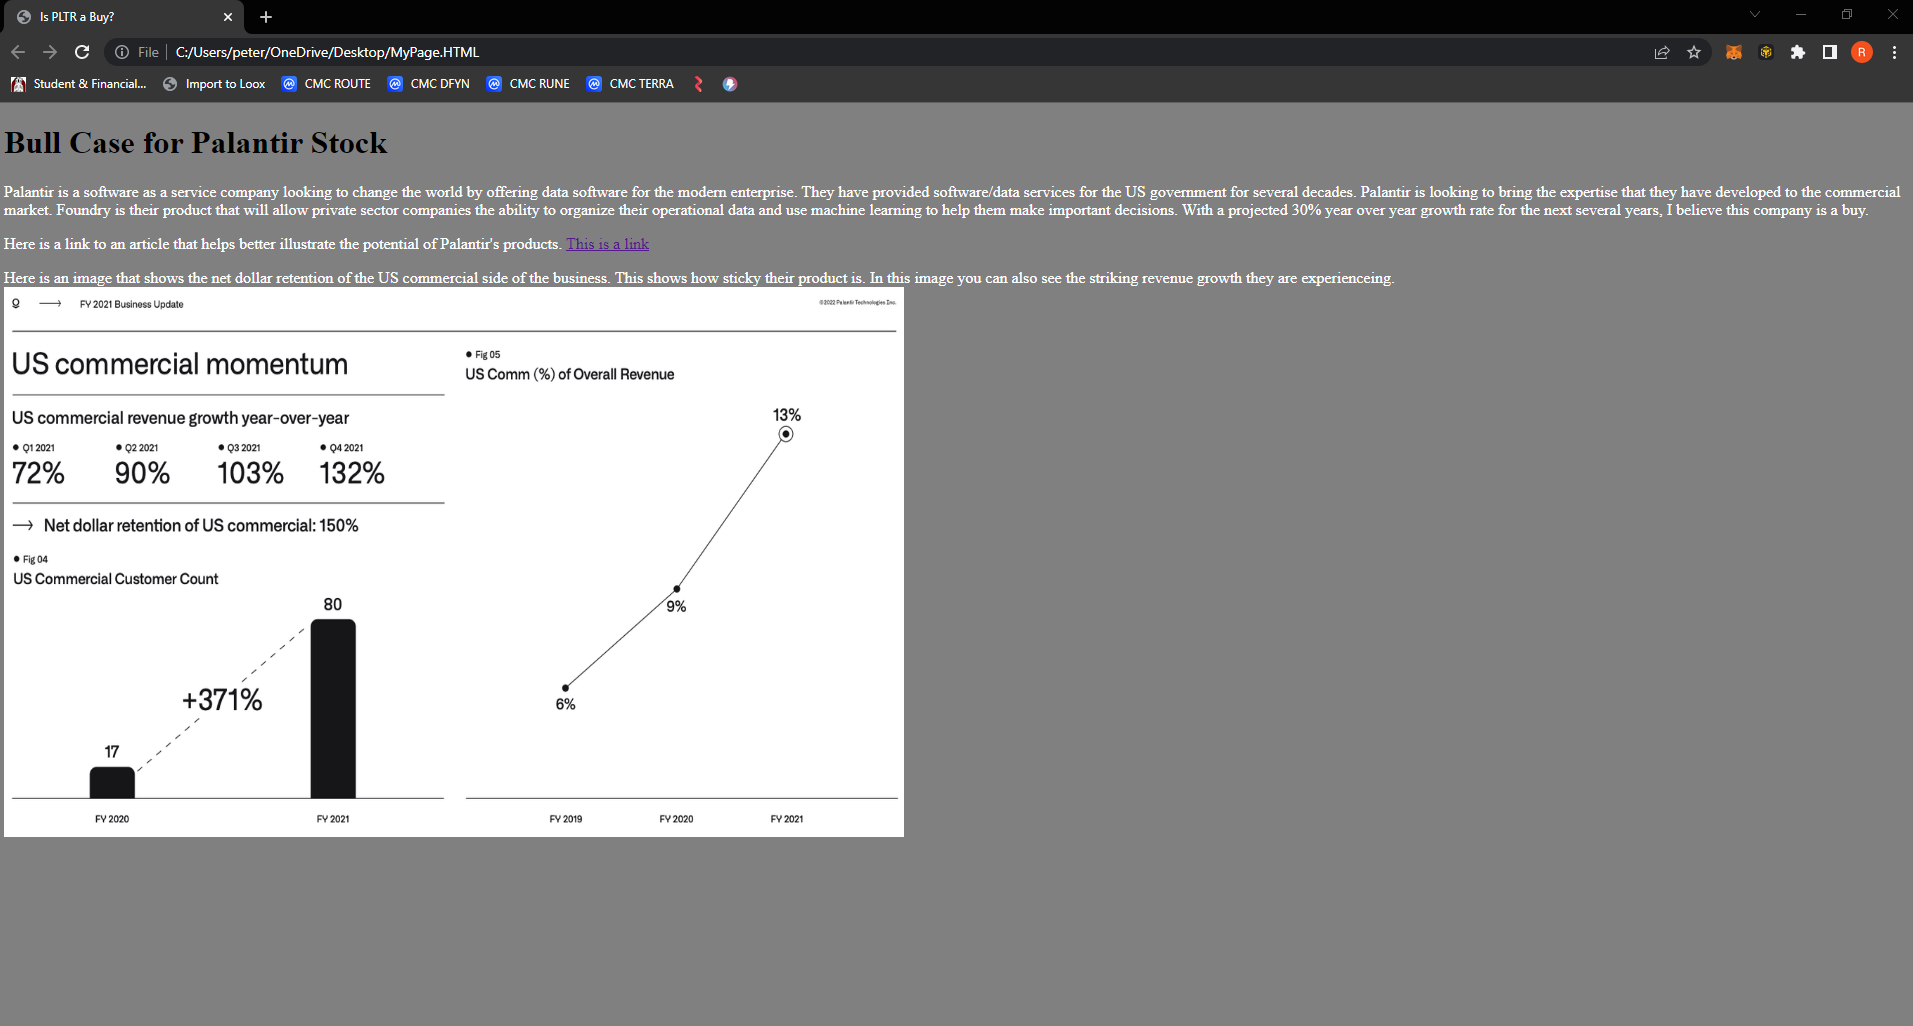 Is PLTR a Buy?
File
C:/Users/peter/OneDrive/Desktop/MyPage.HTML
R
Student & Financial...
Import to Loox
CMC ROUTE
CMC DFYN
CMC RUNE
CMC TERRA
Bull Case for Palantir Stock
Palantir is a software as a service company looking to change the world by offering data software for the modern enterprise. They have provided software/data services for the US government for several decades. Palantir is looking to bring the expertise that they have developed to the commercial
market. Foundry is their product that will allow private sector companies the ability to organize their operational data and use machine learning to help them make important decisions. With a projected 30% year over year growth rate for the next several years, I believe this company is a buy.
Here is a link to an article that helps better illustrate the potential of Palantir's products. This is a link
Here is an image that shows the net dollar retention of the US commercial side of the business. This shows how sticky their product is. In this image you can also see the striking revenue growth they are experienceing.
FY 2021 Business Update
©2022 Palantir Technologies Inc.
US commercial momentum
US commercial revenue growth year-over-year
Q1 2021
Q2 2021
Q3 2021
Q4 2021
72%
90%
103%
132%
Net dollar retention of US commercial: 150%
Fig 04
US Commercial Customer Count
80
+371%
17
FY 2020
FY 2021
Fig 05
US Comm (%) of Overall Revenue
13%
9%
6%
FY 2019
FY 2020
FY 2021